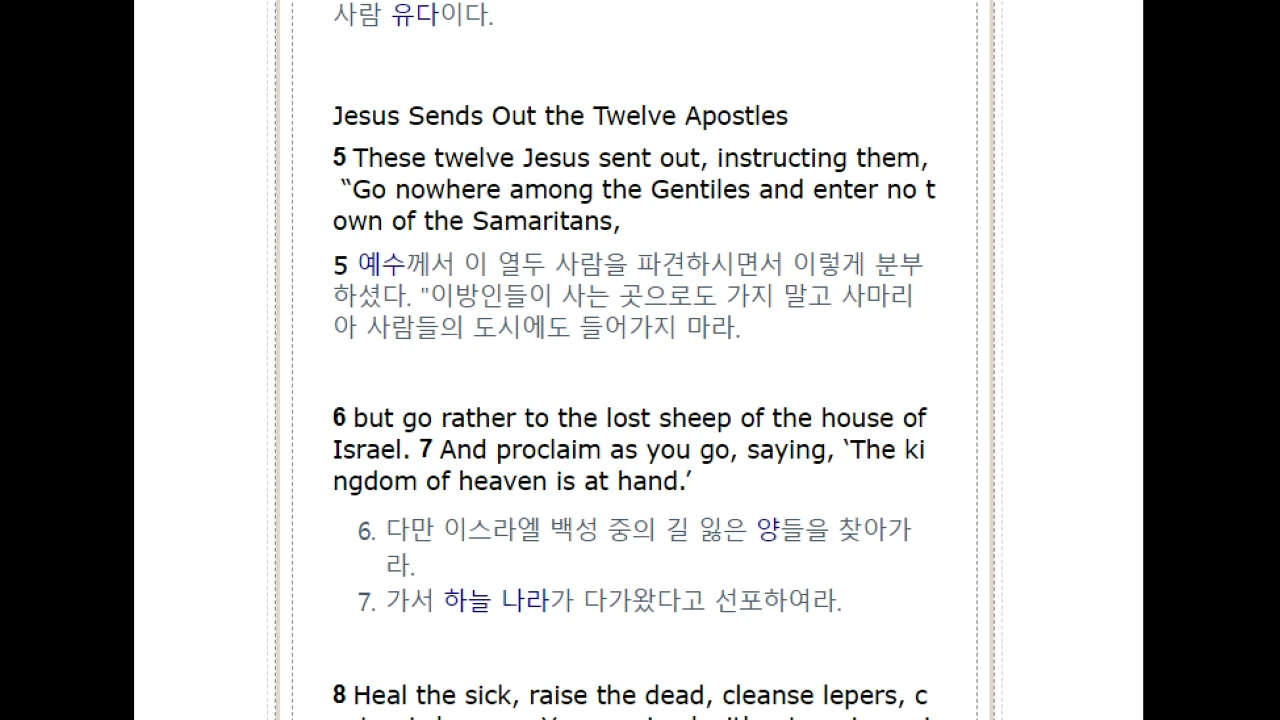 사람 유다이다.
Jesus Sends Out the Twelve Apostles
5 These twelve Jesus sent out, instructing them,
“Go nowhere among the Gentiles and enter no t
own of the Samaritans,
5 예수께서 이 열두 사람을 파견하시면서 이렇게 분부
하셨다. "이방인들이 사는 곳으로도 가지 말고 사마리
아 사람들의 도시에도 들어가지 마라.
6 but go rather to the lost sheep of the house of
Israel. 7 And proclaim as you go, saying, ‘The ki
ngdom of heaven is at hand.’
6. 다만 이스라엘 백성 중의 길 잃은 양들을 찾아가
라.
7. 가서 하늘 나라가 다가왔다고 선포하여라.
8 Heal the sick, raise the dead, cleanse lepers, c